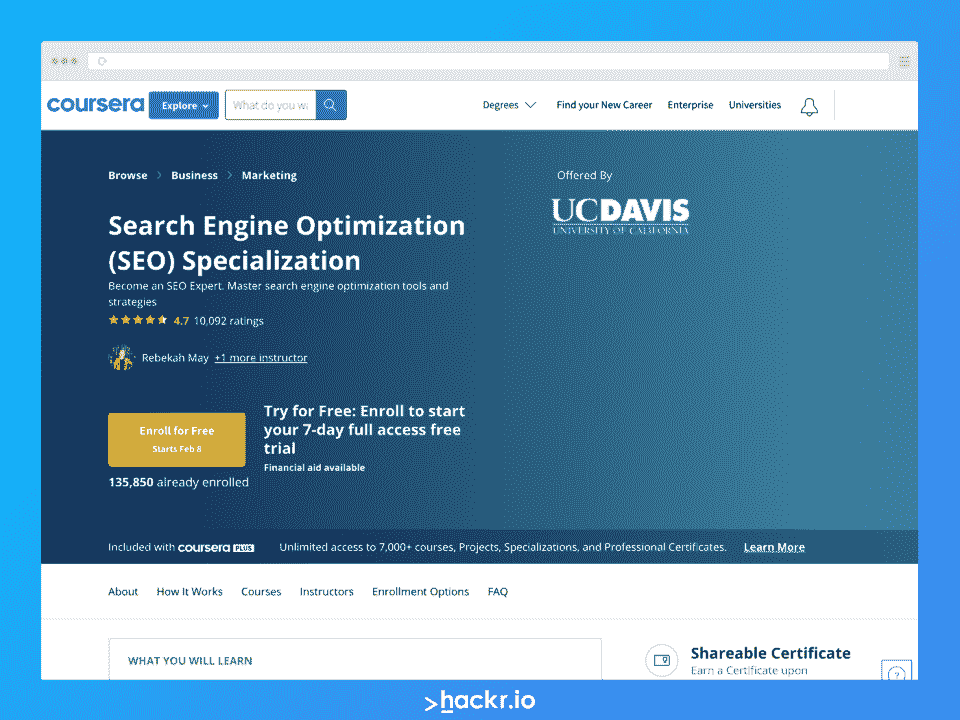 coursera
Explore
What do you wa
Degrees
Find your New Career
Enterprise
Universities
Browse > Business > Marketing
Offered By
UCDAVIS
UNIVERSITY OF CALIFORNIA
Search Engine Optimization
(SEO) Specialization
Become an SEO Expert. Master search engine optimization tools and
strategies
4.7 10,092 ratings
Rebekah May +1 more instructor
Enroll for Free
Starts Feb 8
Try for Free: Enroll to start
your 7-day full access free
trial
Financial aid available
135,850 already enrolled
Included with coursera PLUS
Unlimited access to 7,000+ courses, Projects, Specializations, and Professional Certificates. Learn More
About
How It Works
Courses
Instructors
Enrollment Options
FAQ
WHAT YOU WILL LEARN
Shareable Certificate
Earn a Certificate upon
?
>hackr.io